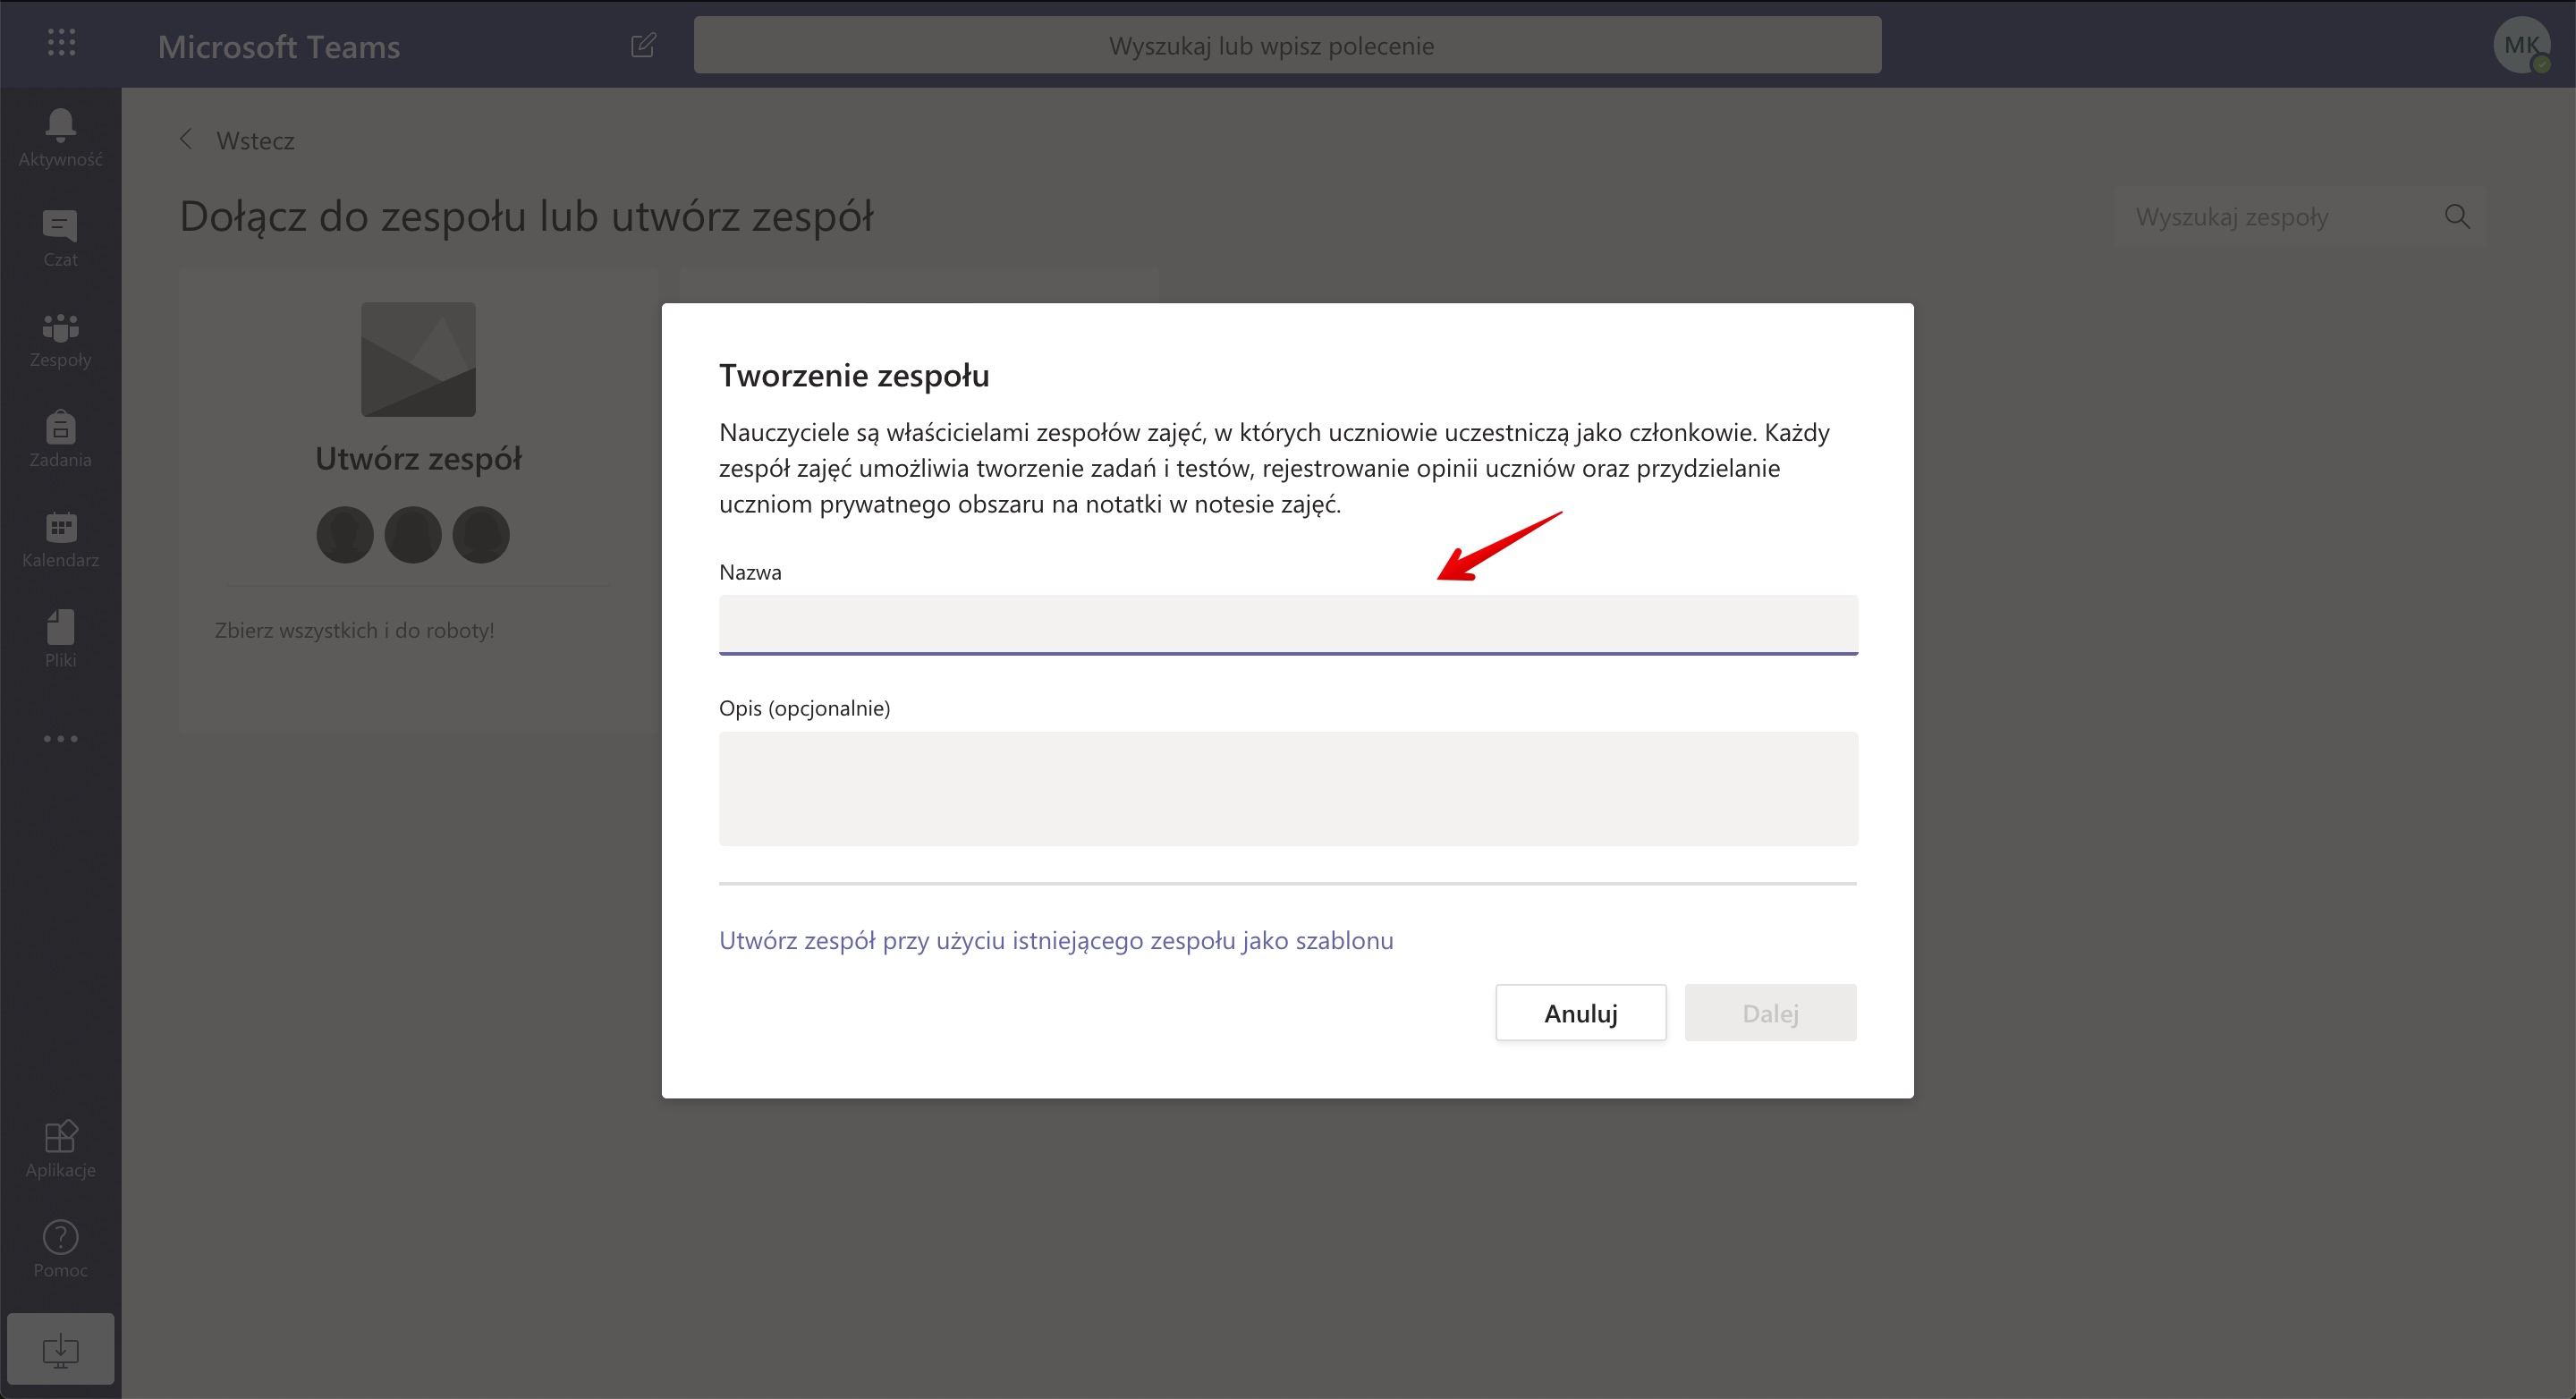 Microsoft Teams
Wyszukaj lub wpisz polecenie
MK
Aktywność
Czat
Zespoły
Zadania
Kalendarz
Pliki
Aplikacje
Pomoc
Wstecz
Dołącz do zespołu lub utwórz zespół
Wyszukaj zespoły
Utwórz zespół
Zbierz wszystkich i do roboty!
Tworzenie zespołu
Nauczyciele są właścicielami zespołów zajęć, w których uczniowie uczestniczą jako członkowie. Każdy
zespół zajęć umożliwia tworzenie zadań i testów, rejestrowanie opinii uczniów oraz przydzielanie
uczniom prywatnego obszaru na notatki w notesie zajęć.
Nazwa
Opis (opcjonalnie)
Utwórz zespół przy użyciu istniejącego zespołu jako szablonu
Anuluj
Dalej